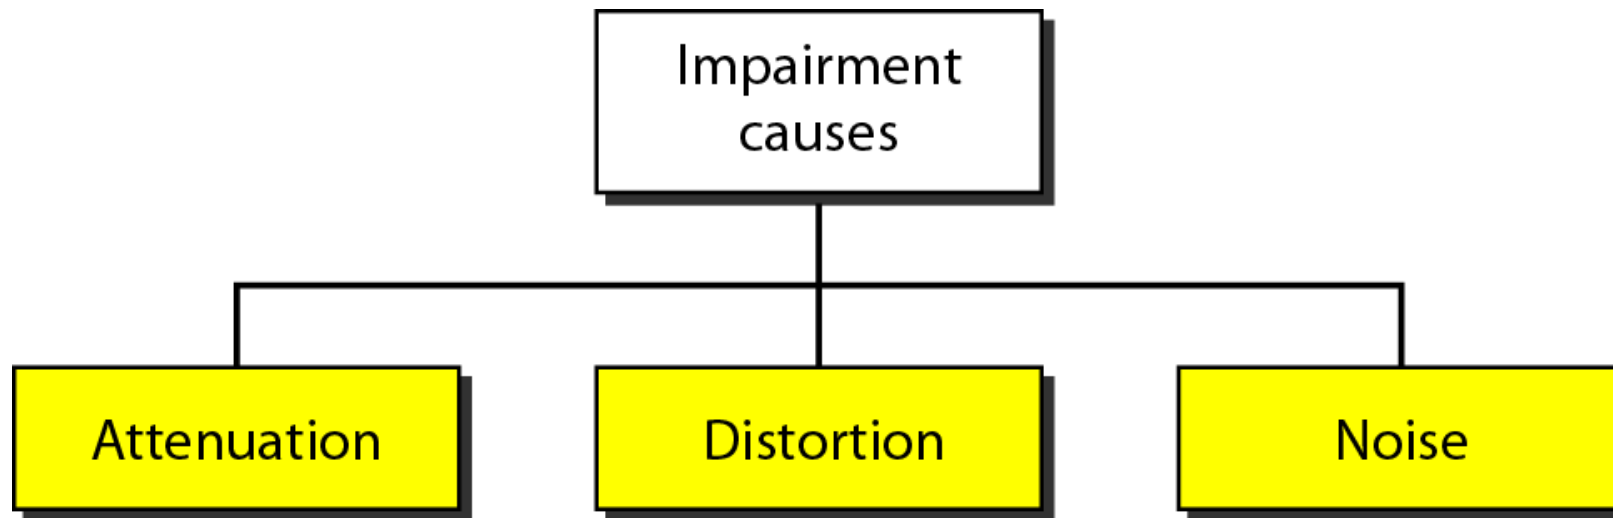 Impairment
causes
Attenuation
Distortion
Noise